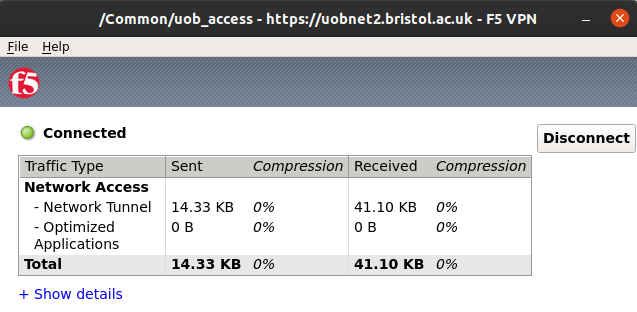 /Common/uob_access - https://uobnet2.bristol.ac.uk - F5 VPN
File Help
f5
Connected
Disconnect
Traffic Type Sent Compression Received Compression
Network Access
- Network Tunnel 14.33 KB 0% 41.10 KB 0%
- Optimized 0 B 0% 0 B 0%
Applications
Total 14.33 KB 0% 41.10 KB 0%
+ Show details